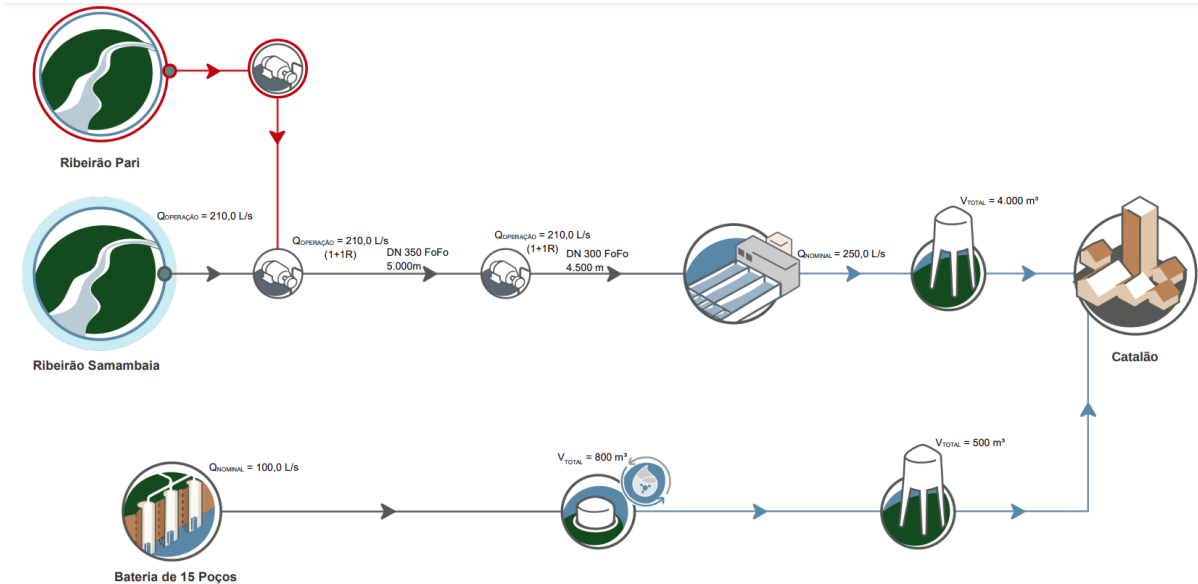 Ribeirão Pari
QOPERAÇÃO = 210,0 L/s
QOPERAÇÃO = 210,0 L/s
(1+1R)
DN 350 FoFo
5.000m
QOPERAÇÃO = 210,0 L/s
(1+1R)
DN 300 FoFo
4.500 m
QNOMINAL = 250,0 L/s
VTOTAL = 4.000 m³
Ribeirão Samambaia
Catalão
QNOMINAL = 100,0 L/s
VTOTAL = 800 m³
VTOTAL = 500 m³
Bateria de 15 Poços